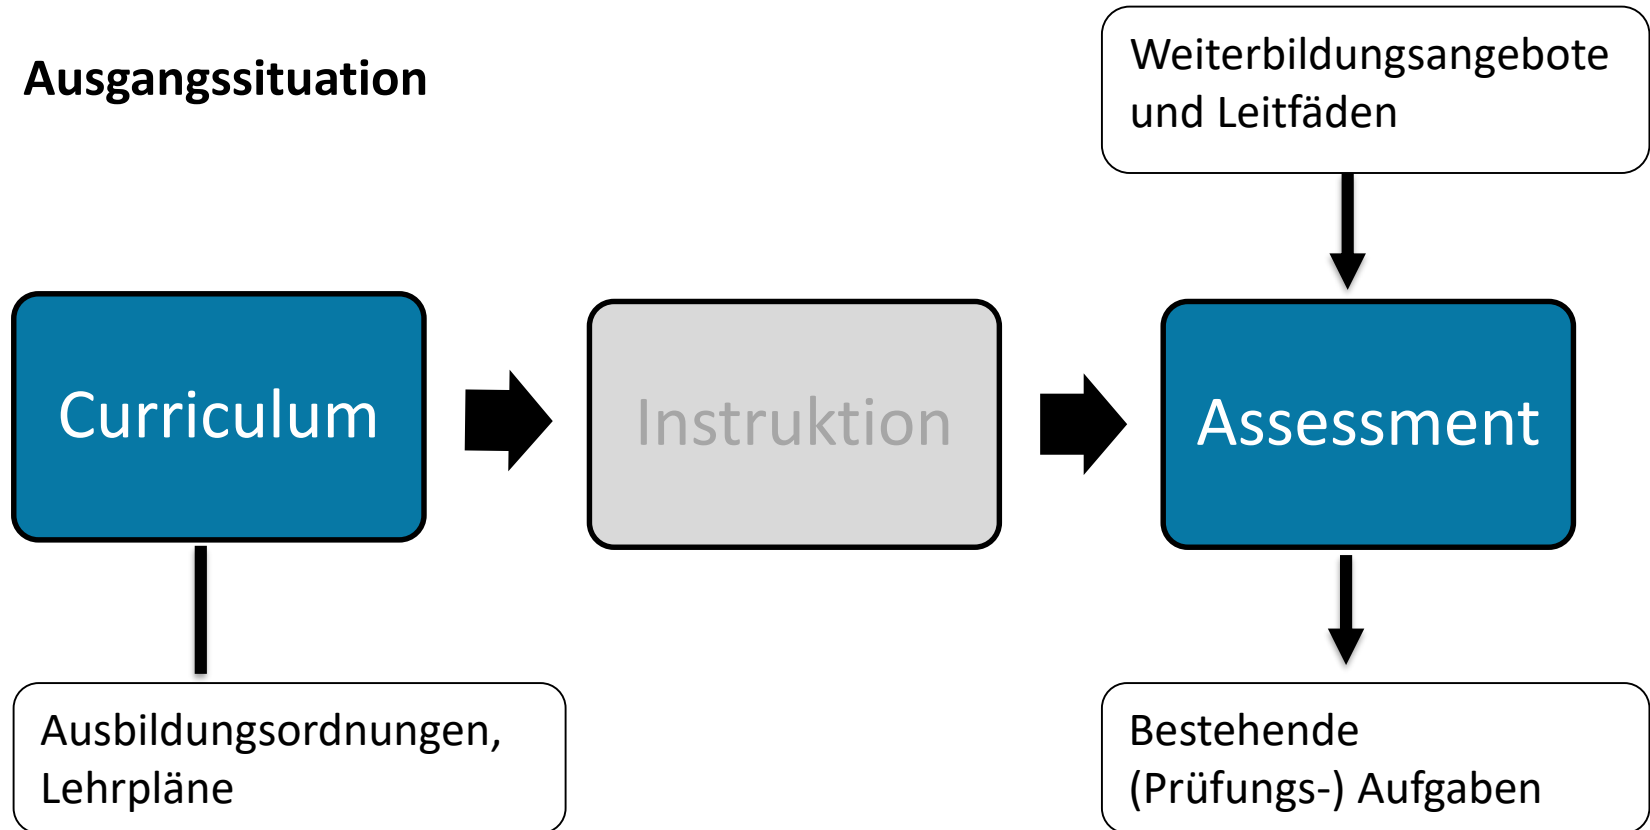 Ausgangssituation
Weiterbildungsangebote
und Leitfäden
Curriculum
Instruktion
Assessment
Ausbildungsordnungen,
Lehrpläne
Bestehende
(Prüfungs-) Aufgaben